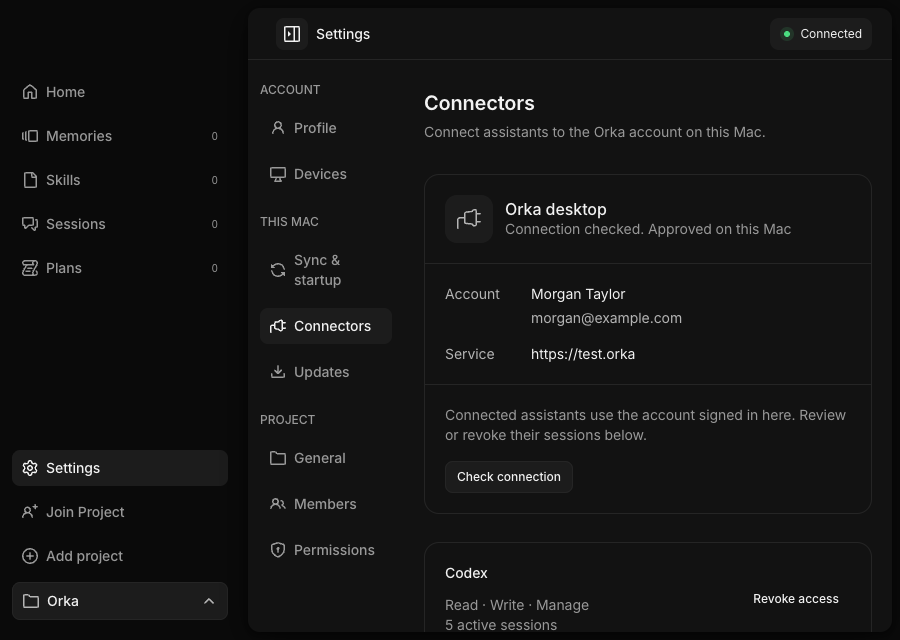 Settings
Connected
Home
Memories 0
Skills 0
Sessions 0
Plans 0
Settings
Join Project
Add project
Orka
ACCOUNT
Profile
Devices
THIS MAC
Sync &
startup
Connectors
Updates
PROJECT
General
Members
Permissions
Connectors
Connect assistants to the Orka account on this Mac.
Orka desktop
Connection checked. Approved on this Mac
Account Morgan Taylor
morgan@example.com
Service https://test.orka
Connected assistants use the account signed in here. Review
or revoke their sessions below.
Check connection
Codex
Read · Write · Manage
5 active sessions
Revoke access